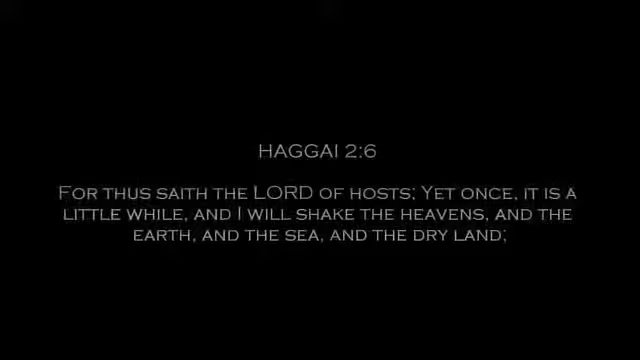 HAGGAI 2:6
FOR THUS SAITH THE LORD OF HOSTS; YET ONCE, IT IS A
LITTLE WHILE, AND I WILL SHAKE THE HEAVENS, AND THE
EARTH, AND THE SEA, AND THE DRY LAND;